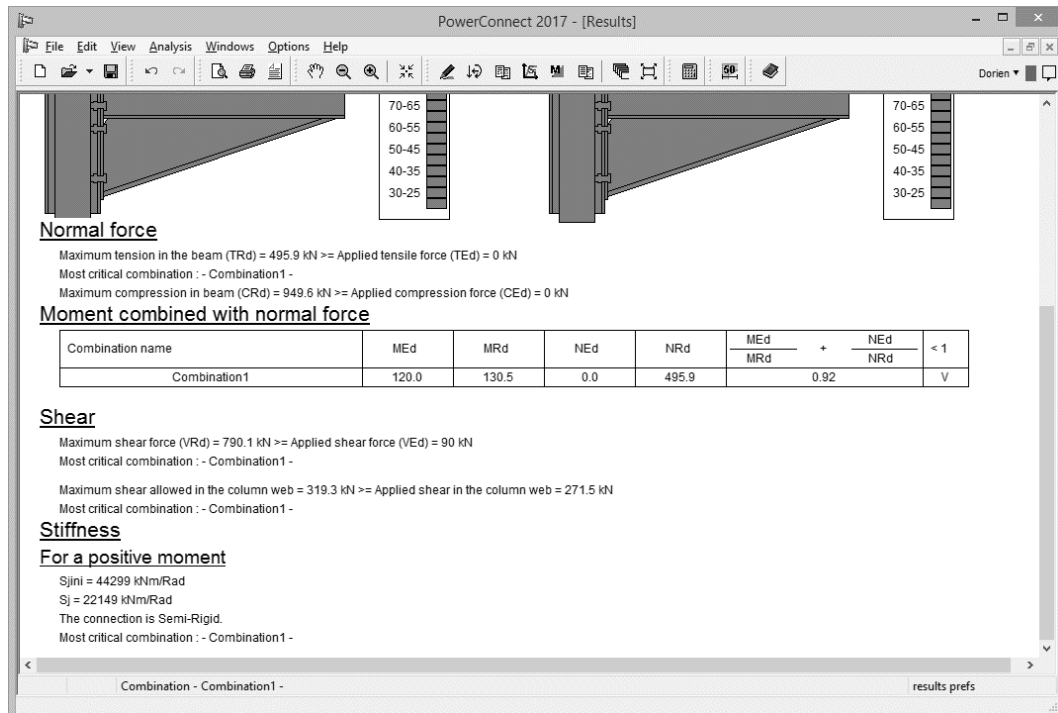 PowerConnect 2017 - [Results]
File Edit View Analysis Windows Options Help
50-
Dorien
70-65
60-55
50-45
40-35
30-25
70-65
60-55
50-45
40-35
30-25
Normal force
Maximum tension in the beam (TRd) = 495.9 kN >= Applied tensile force (TEd) = 0 kN
Most critical combination : - Combination1 -
Maximum compression in beam (CRd) = 949.6 kN >= Applied compression force (CEd) = 0 kN
Moment combined with normal force
Combination name MEd MRd NEd NRd MEd/MRd + NEd/NRd < 1
Combination1 120.0 130.5 0.0 495.9 0.92 V
Shear
Maximum shear force (VRd) = 790.1 kN >= Applied shear force (VEd) = 90 kN
Most critical combination : - Combination1 -
Maximum shear allowed in the column web = 319.3 kN >= Applied shear in the column web = 271.5 kN
Most critical combination : - Combination1 -
Stiffness
For a positive moment
Sjini = 44299 kNm/Rad
Sj = 22149 kNm/Rad
The connection is Semi-Rigid.
Most critical combination : - Combination1 -
Combination - Combination1 - results prefs